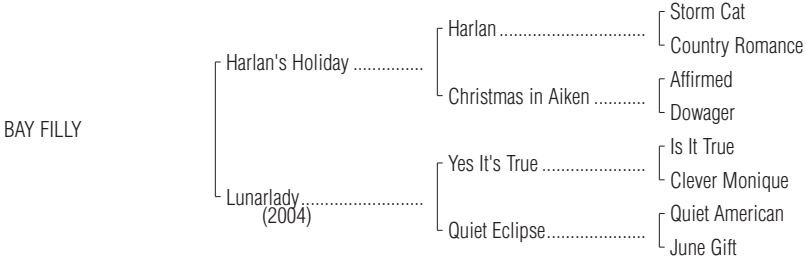 Storm Cat
Harlan..............................
Country Romance
Harlan's Holiday ...............
Affirmed
Christmas in Aiken ...........
Dowager
BAY FILLY
Is It True
Yes It's True .....................
Clever Monique
Lunarlady.........................
(2004)
Quiet American
Quiet Eclipse....................
June Gift